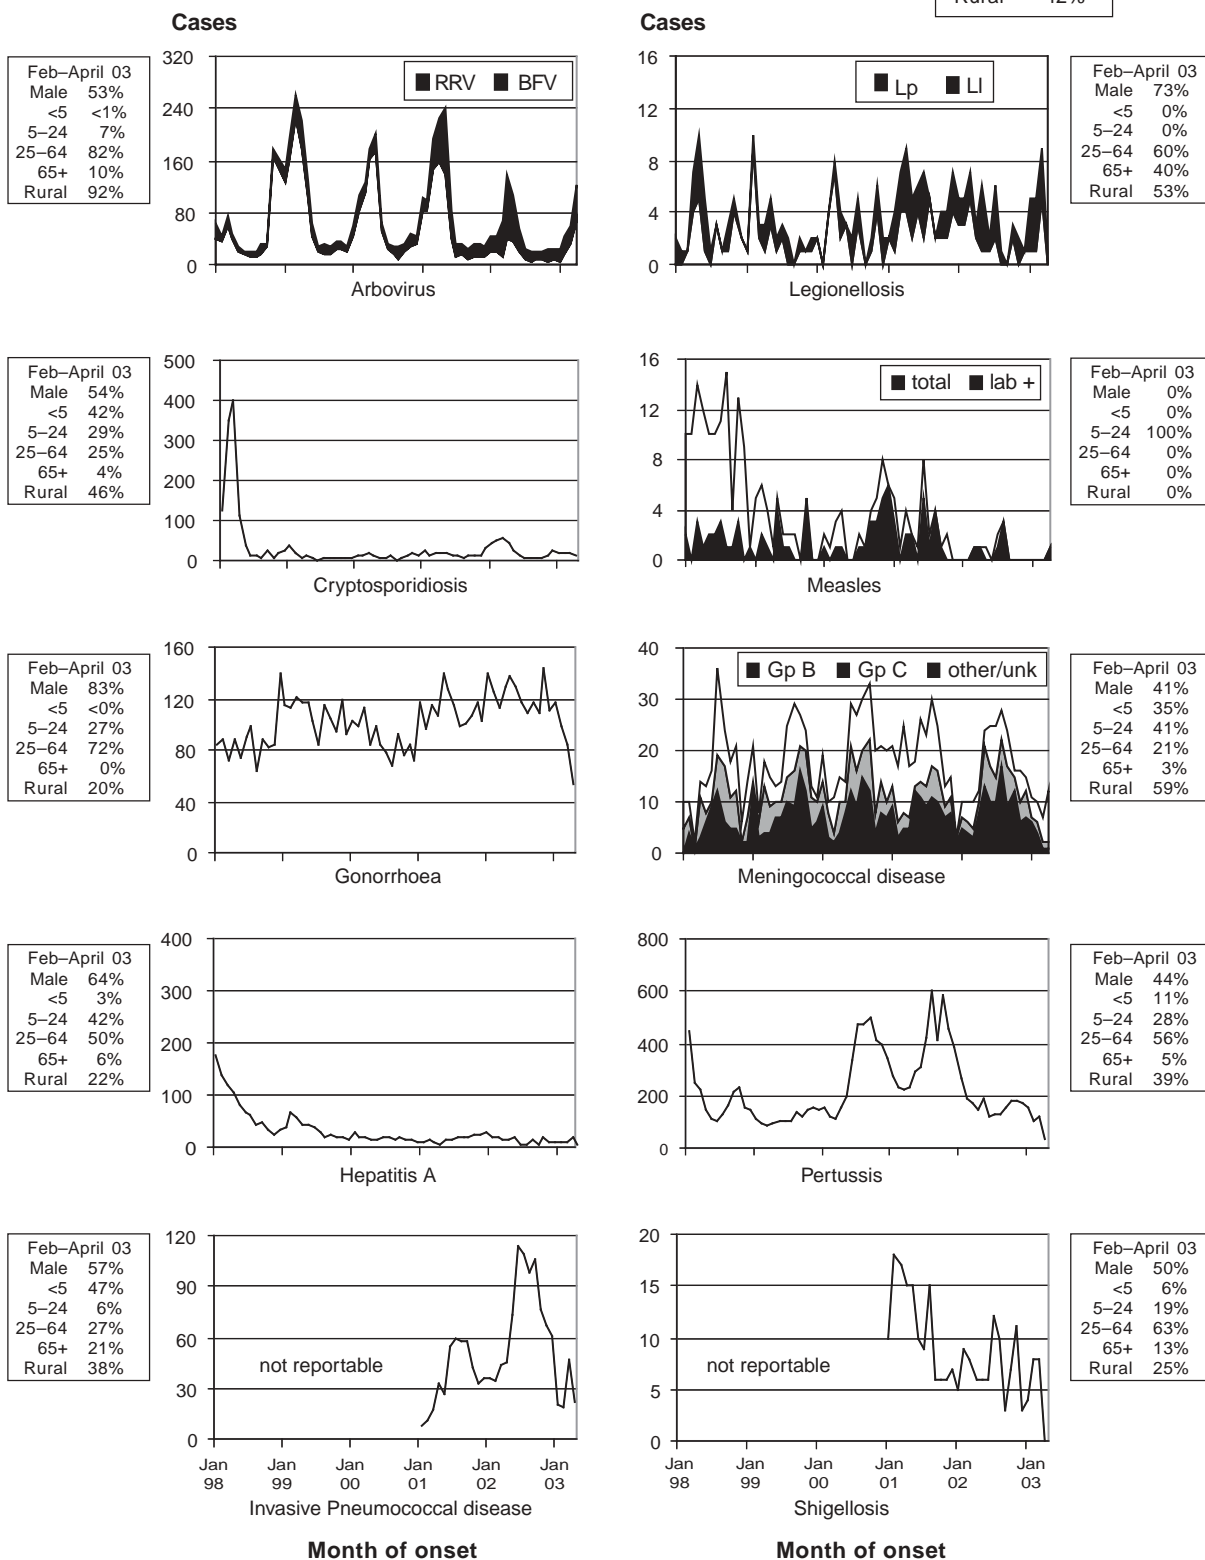 Rural 42%
Cases
Cases
Feb–April 03
Male 53%
<5 <1%
5–24 7%
25–64 82%
65+ 10%
Rural 92%
320
240
160
80
0
RRV BFV
Arbovirus
16
12
8
4
0
Lp Ll
Legionellosis
Feb–April 03
Male 73%
<5 0%
5–24 0%
25–64 60%
65+ 40%
Rural 53%
Feb–April 03
Male 54%
<5 42%
5–24 29%
25–64 25%
65+ 4%
Rural 46%
500
400
300
200
100
0
Cryptosporidiosis
16
12
8
4
0
total lab +
Measles
Feb–April 03
Male 0%
<5 0%
5–24 100%
25–64 0%
65+ 0%
Rural 0%
Feb–April 03
Male 83%
<5 <0%
5–24 27%
25–64 72%
65+ 0%
Rural 20%
160
120
80
40
0
Gonorrhoea
40
30
20
10
0
Gp B Gp C other/unk
Meningococcal disease
Feb–April 03
Male 41%
<5 35%
5–24 41%
25–64 21%
65+ 3%
Rural 59%
Feb–April 03
Male 64%
<5 3%
5–24 42%
25–64 50%
65+ 6%
Rural 22%
400
300
200
100
0
Hepatitis A
800
600
400
200
0
Pertussis
Feb–April 03
Male 44%
<5 11%
5–24 28%
25–64 56%
65+ 5%
Rural 39%
Feb–April 03
Male 57%
<5 47%
5–24 6%
25–64 27%
65+ 21%
Rural 38%
120
90
60
30
0
not reportable
Jan Jan Jan Jan Jan Jan
98 99 00 01 02 03
Invasive Pneumococcal disease
Month of onset
20
15
10
5
0
not reportable
Jan Jan Jan Jan Jan Jan
98 99 00 01 02 03
Shigellosis
Month of onset
Feb–April 03
Male 50%
<5 6%
5–24 19%
25–64 63%
65+ 13%
Rural 25%